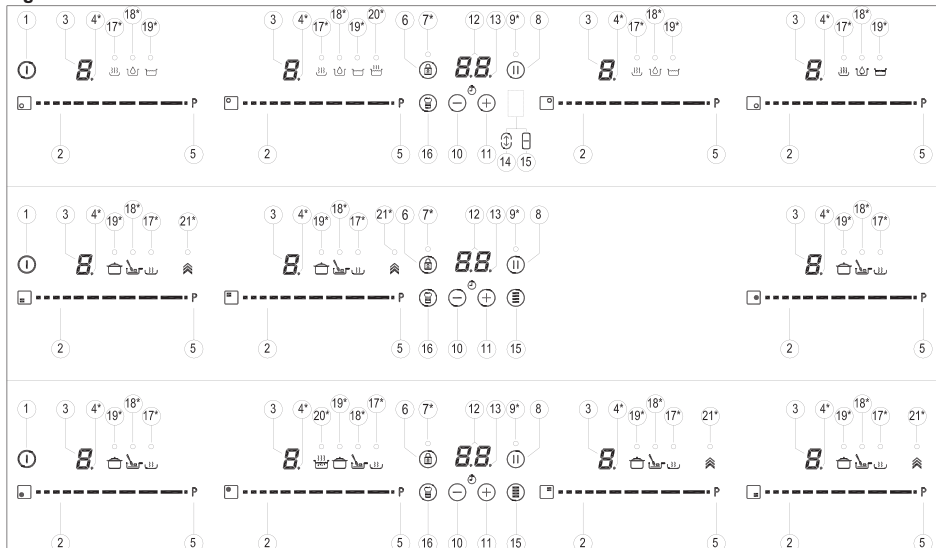 18* 18* 20* 18* 18*
1 3 4* 17* 19* 3 4* 17* 19* 6 7* 12 13 9* 8 3 4* 17* 19* 3 4* 17* 19*
8. 8. 8.8. 8. 8.
P P P P
2 5 2 5 16 10 11 14 15 2 5 2 5
18* 18* 18*
1 3 4* 19* 17* 21* 3 4* 19* 17* 21* 6 7* 12 13 9* 8 3 4* 19* 17*
8. 8. 8.8. 8.
P P P
2 5 2 5 16 10 11 15 2 5
18* 19* 17* 18* 18*
1 3 4* 19* 17* 3 4* 20* 18* 6 7* 12 13 9* 8 3 4* 19* 17* 21* 3 4* 19* 17* 21*
8. 8. 8.8. 8. 8.
P P P P
2 5 2 5 16 10 11 15 2 5 2 5